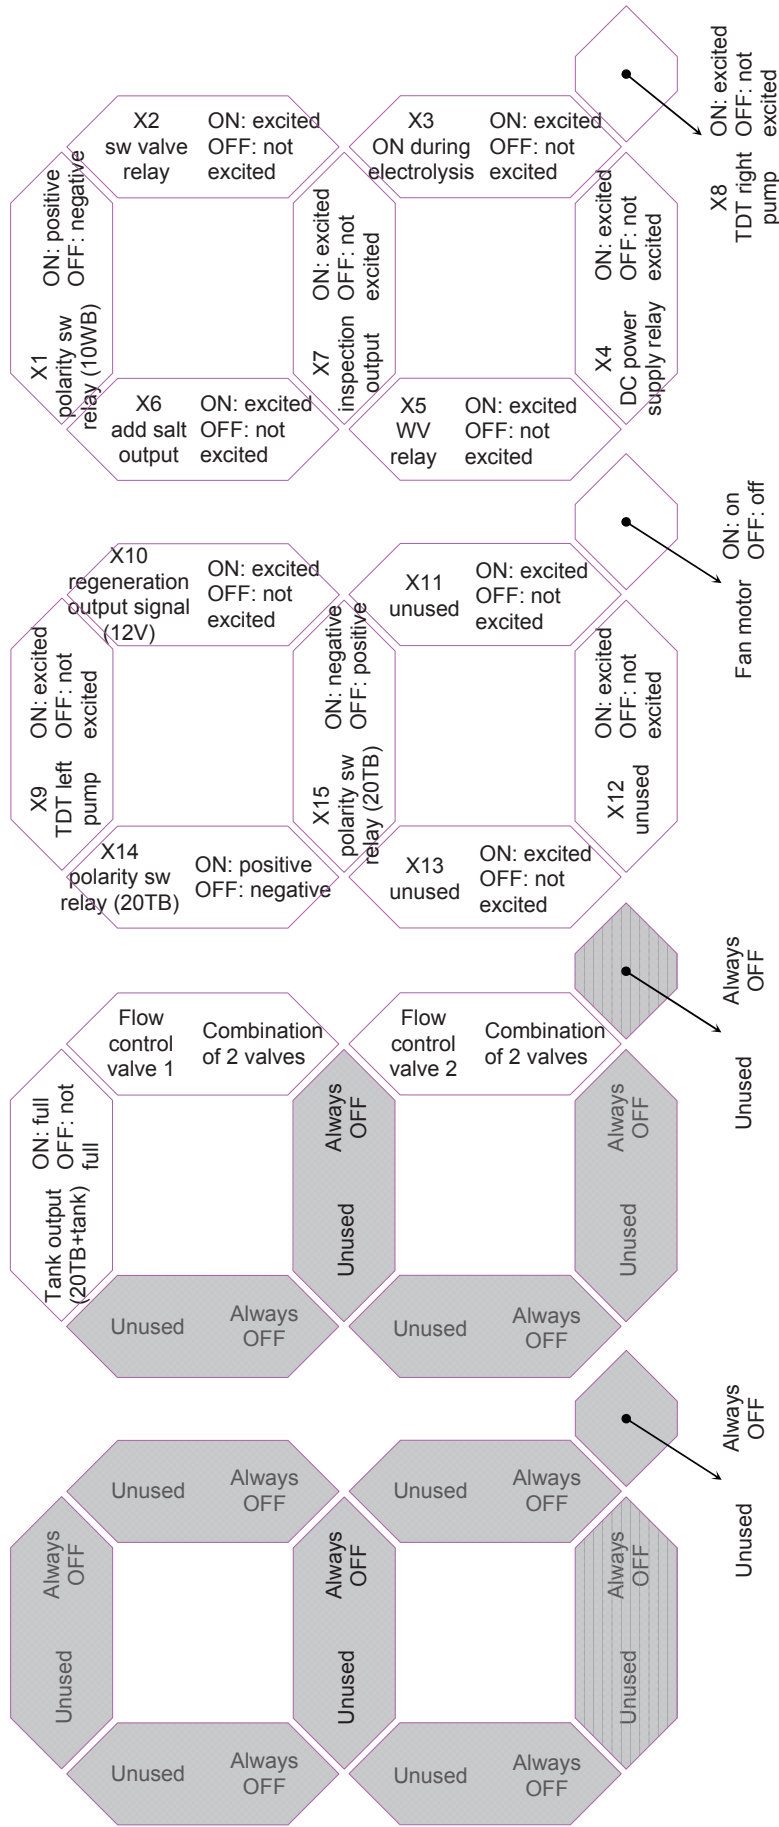 X2
sw valve
relay
ON: excited
OFF: not
excited
X3
ON during
electrolysis
ON: excited
OFF: not
excited
X8
TDT right
pump
ON: excited
OFF: not
excited
X1
polarity sw
relay (10WB)
ON: positive
OFF: negative
X7
inspection
output
ON: excited
OFF: not
excited
X4
DC power
supply relay
ON: excited
OFF: not
excited
X6
add salt
output
ON: excited
OFF: not
excited
X5
WV
relay
ON: excited
OFF: not
excited
X10
regeneration
output signal
(12V)
ON: excited
OFF: not
excited
X11
unused
ON: excited
OFF: not
excited
Fan motor
ON: on
OFF: off
X9
TDT left
pump
ON: excited
OFF: not
excited
X15
polarity sw
relay (20TB)
ON: negative
OFF: positive
X12
unused
ON: excited
OFF: not
excited
X14
polarity sw
relay (20TB)
ON: positive
OFF: negative
X13
unused
ON: excited
OFF: not
excited
Flow
control
valve 1
Combination
of 2 valves
Flow
control
valve 2
Combination
of 2 valves
Unused
Always
OFF
Tank output
(20TB+tank)
ON: full
OFF: not
full
Unused
Always
OFF
Unused
Always
OFF
Unused
Always
OFF
Unused
Always
OFF
Unused
Always
OFF
Unused
Always
OFF
Unused
Always
OFF
Unused
Always
OFF
Unused
Always
OFF
Unused
Always
OFF
Unused
Always
OFF
Unused
Always
OFF